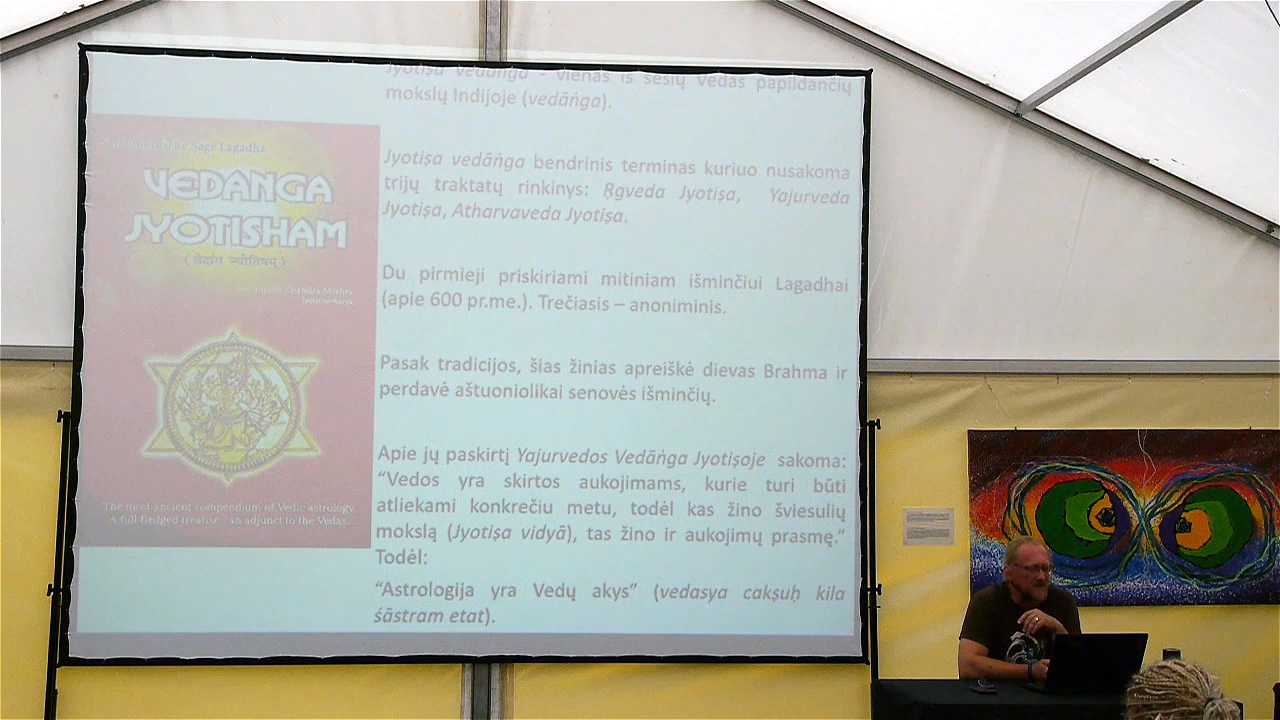 Jyotiṣa vedāṅga - vienas iš šešių Vedas papildančių
mokslų Indijoje (vedāṅga).
Jyotiṣa vedāṅga bendrinis terminas kuriuo nusakoma
trijų traktatų rinkinys: Ṛgveda Jyotiṣa, Yajurveda
Jyotiṣa, Atharvaveda Jyotiṣa.
Du pirmieji priskiriami mitiniam išminčiui Lagadhai
(apie 600 pr.me.). Trečiasis – anoniminis.
Pasak tradicijos, šias žinias apreiškė dievas Brahma ir
perdavė aštuoniolikai senovės išminčių.
Apie jų paskirtį Yajurvedos Vedāṅga Jyotiṣoje sakoma:
“Vedos yra skirtos aukojimams, kurie turi būti
atliekami konkrečiu metu, todėl kas žino šviesulių
mokslą (Jyotiṣa vidyā), tas žino ir aukojimų prasmę.”
Todėl:
“Astrologija yra Vedų akys” (vedasya cakṣuḥ kila
śāstram etat).
Sage Lagadha
VEDANGA
JYOTISHAM
(वेदांग ज्योतिषम्)
Chandra Mishra
The most ancient compendium of Vedic astrology.
A full fledged treatise - an adjunct to the Vedas.